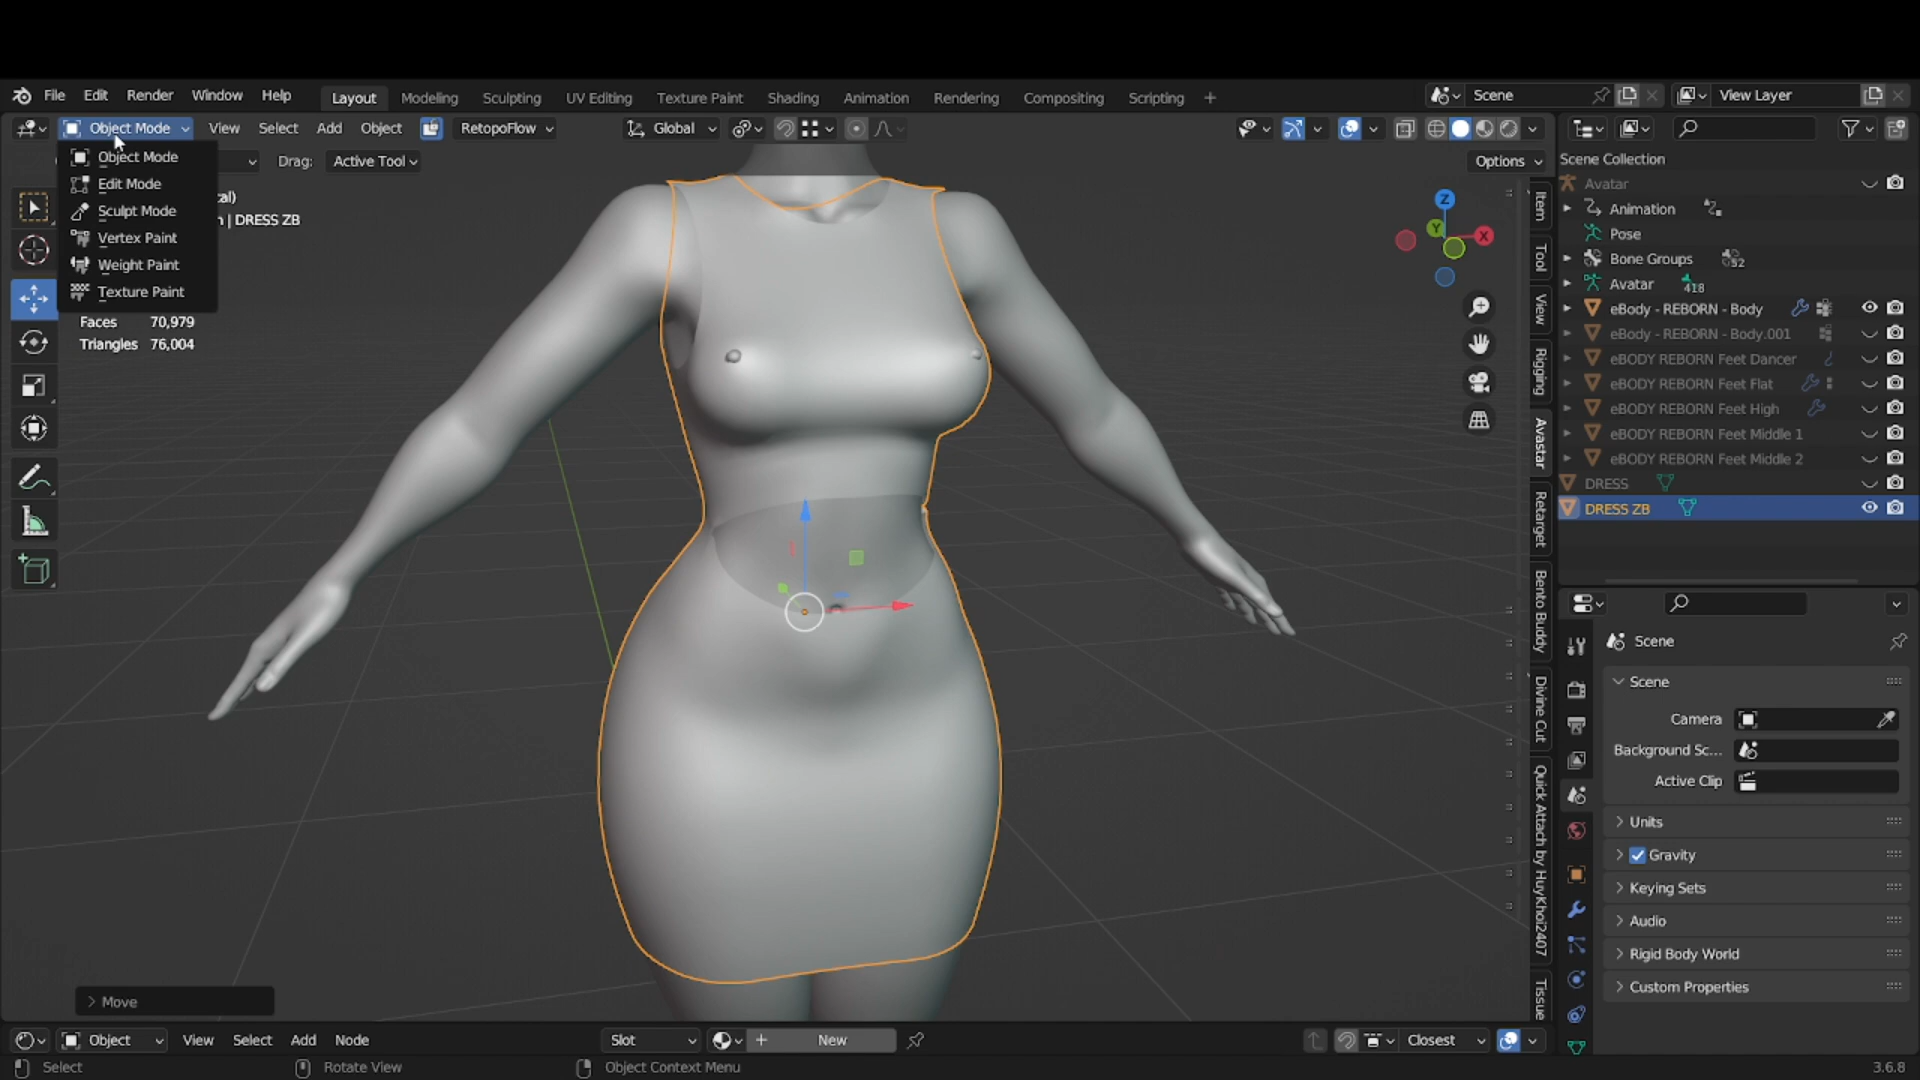 File Edit Render Window Help Layout Modeling Sculpting UV Editing Texture Paint Shading Animation Rendering Compositing Scripting + Scene View Layer
Object Mode View Select Add Object RetopoFlow Global
Drag: Active Tool Options
Object Mode
Edit Mode
Sculpt Mode
Vertex Paint
Weight Paint
Texture Paint
al)
| DRESS ZB
Faces 70,979
Triangles 76,004
Z
Y
X
Item
Tool
View
Rigging
Avastar
Retarget
Bento Buddy
Divine Cut
Quick Attach by HuyKhoi2407
Tissue
Scene Collection
Avatar
Animation
Pose
Bone Groups 52
Avatar 418
eBody - REBORN - Body
eBody - REBORN - Body.001
eBODY REBORN Feet Dancer
eBODY REBORN Feet Flat
eBODY REBORN Feet High
eBODY REBORN Feet Middle 1
eBODY REBORN Feet Middle 2
DRESS
DRESS ZB
Scene
Scene
Camera
Background Sc...
Active Clip
Units
Gravity
Keying Sets
Audio
Rigid Body World
Custom Properties
Move
Object View Select Add Node Slot New Closest
Select Rotate View Object Context Menu 3.6.8